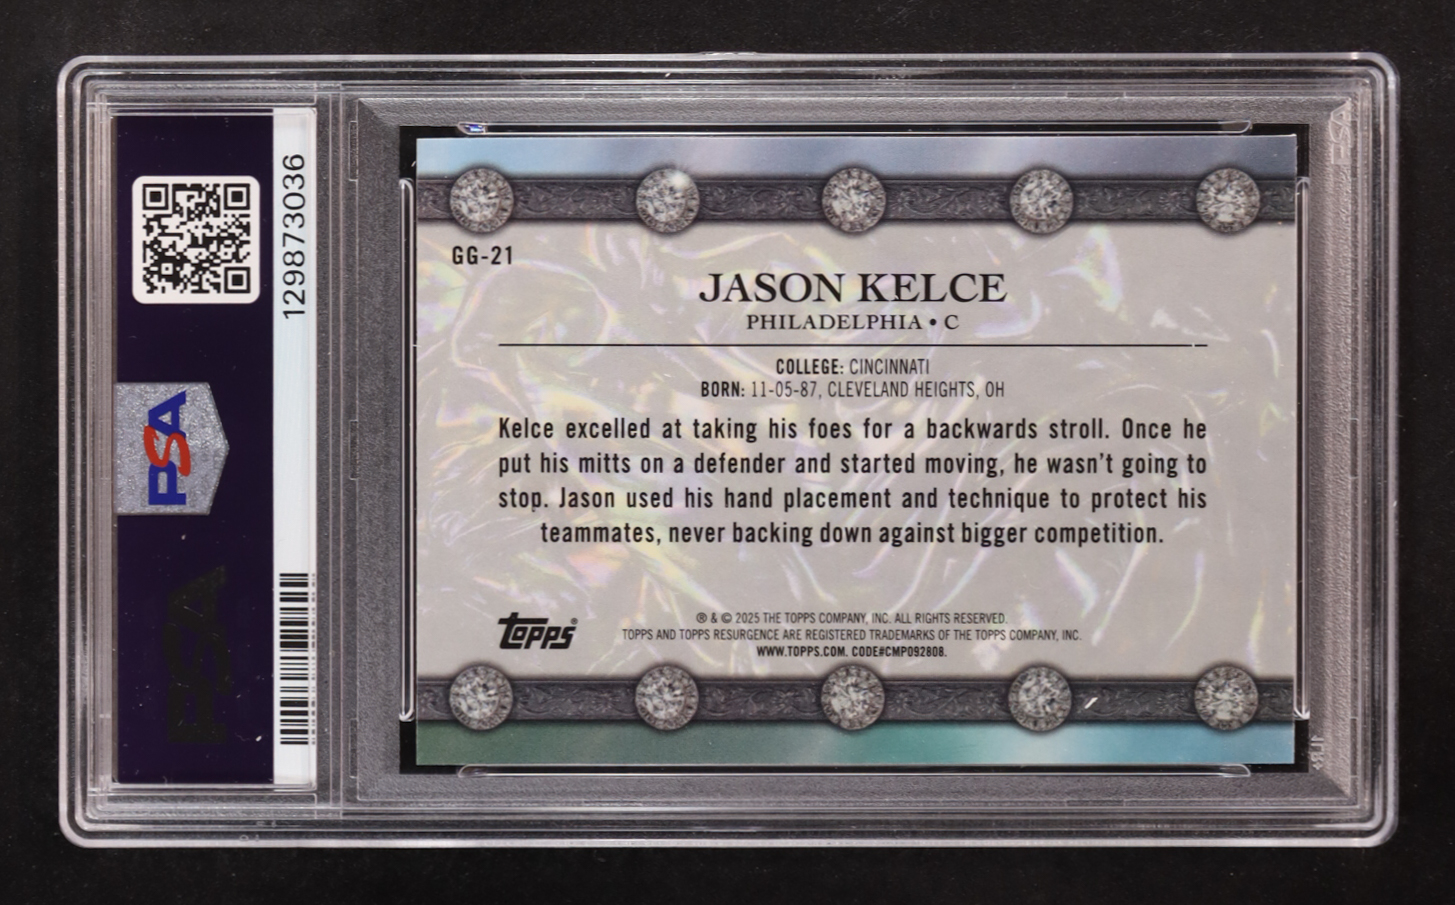 PSA
129873036
GG-21
JASON KELCE
PHILADELPHIA • C
COLLEGE: CINCINNATI
BORN: 11-05-87, CLEVELAND HEIGHTS, OH
Kelce excelled at taking his foes for a backwards stroll. Once he
put his mitts on a defender and started moving, he wasn't going to
stop. Jason used his hand placement and technique to protect his
teammates, never backing down against bigger competition.
topps®
® & © 2025 THE TOPPS COMPANY, INC. ALL RIGHTS RESERVED.
TOPPS AND TOPPS RESURGENCE ARE REGISTERED TRADEMARKS OF THE TOPPS COMPANY, INC.
WWW.TOPPS.COM. CODE#CMP092808.
PSA
PSA